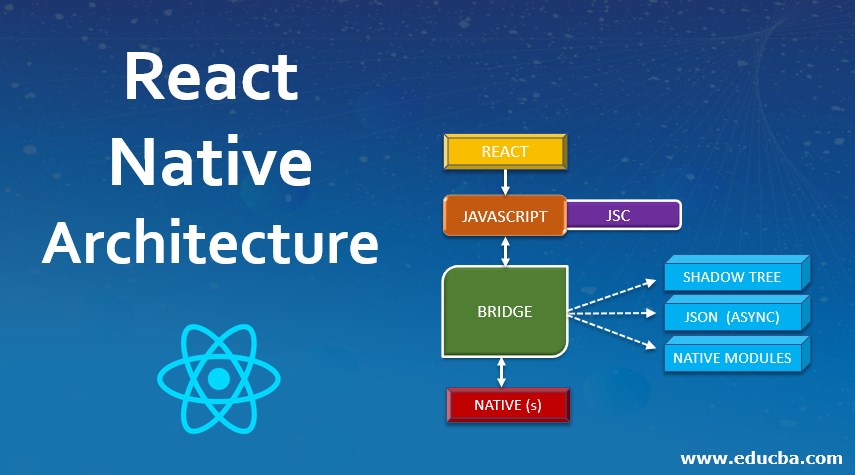 React
Native
Architecture
REACT
JAVASCRIPT
JSC
BRIDGE
SHADOW TREE
JSON (ASYNC)
NATIVE MODULES
NATIVE (s)
www.educba.com